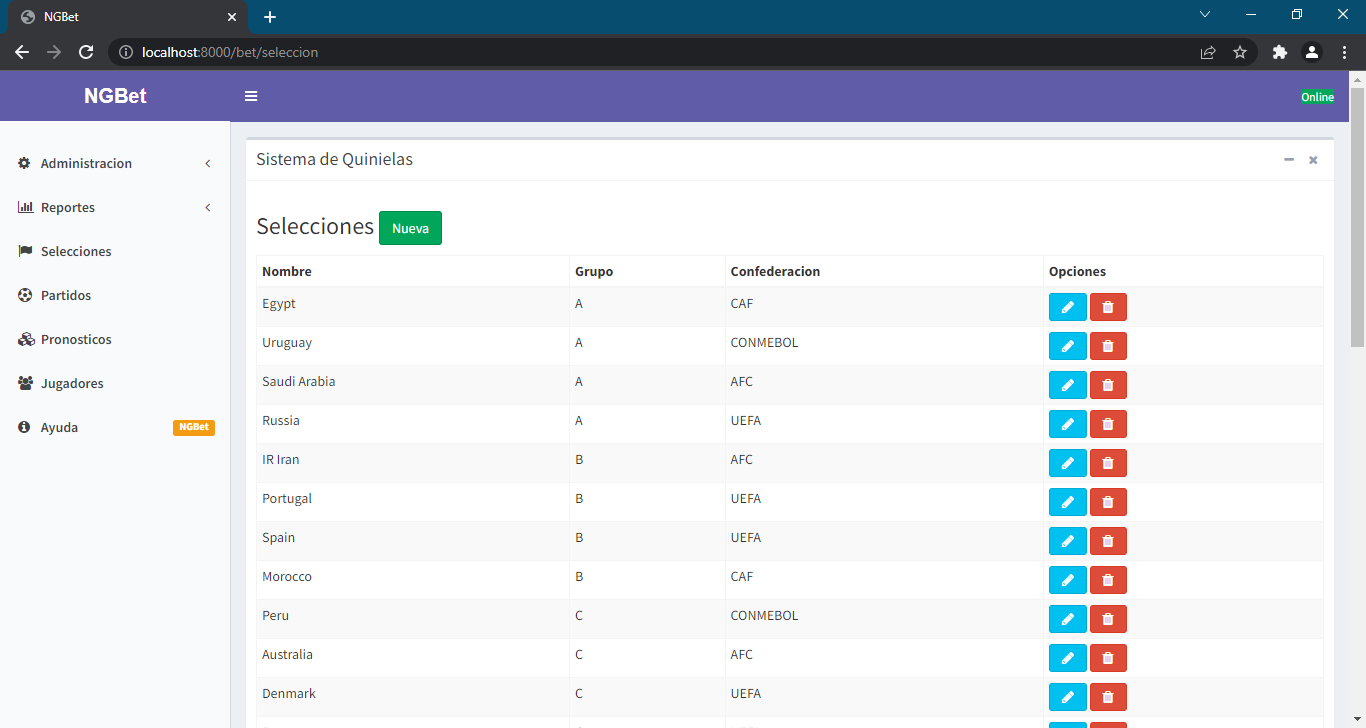 NGBet
localhost:8000/bet/seleccion
NGBet
Online
Administracion
Reportes
Selecciones
Partidos
Pronosticos
Jugadores
Ayuda NGBet
Sistema de Quinielas
Selecciones Nueva
Nombre Grupo Confederacion Opciones
Egypt A CAF
Uruguay A CONMEBOL
Saudi Arabia A AFC
Russia A UEFA
IR Iran B AFC
Portugal B UEFA
Spain B UEFA
Morocco B CAF
Peru C CONMEBOL
Australia C AFC
Denmark C UEFA